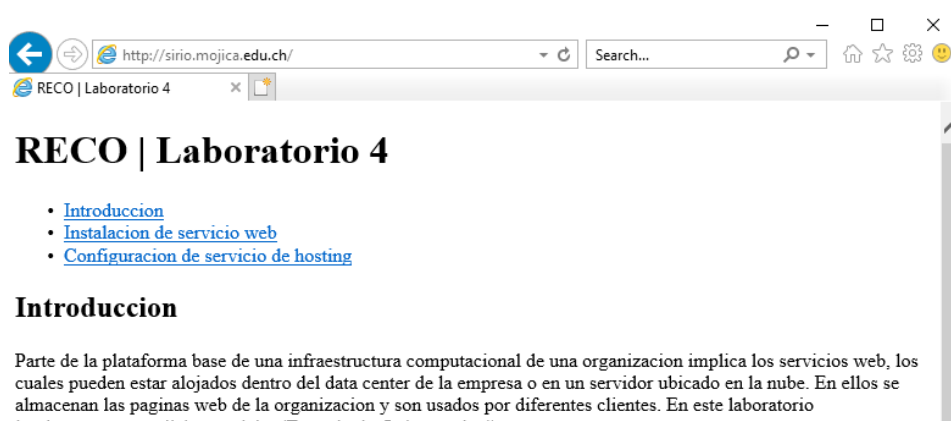 http://sirio.mojica.edu.ch/
Search...
RECO | Laboratorio 4
RECO | Laboratorio 4
• Introduccion
• Instalacion de servicio web
• Configuracion de servicio de hosting
Introduccion
Parte de la plataforma base de una infraestructura computacional de una organizacion implica los servicios web, los
cuales pueden estar alojados dentro del data center de la empresa o en un servidor ubicado en la nube. En ellos se
almacenan las paginas web de la organizacion y son usados por diferentes clientes. En este laboratorio